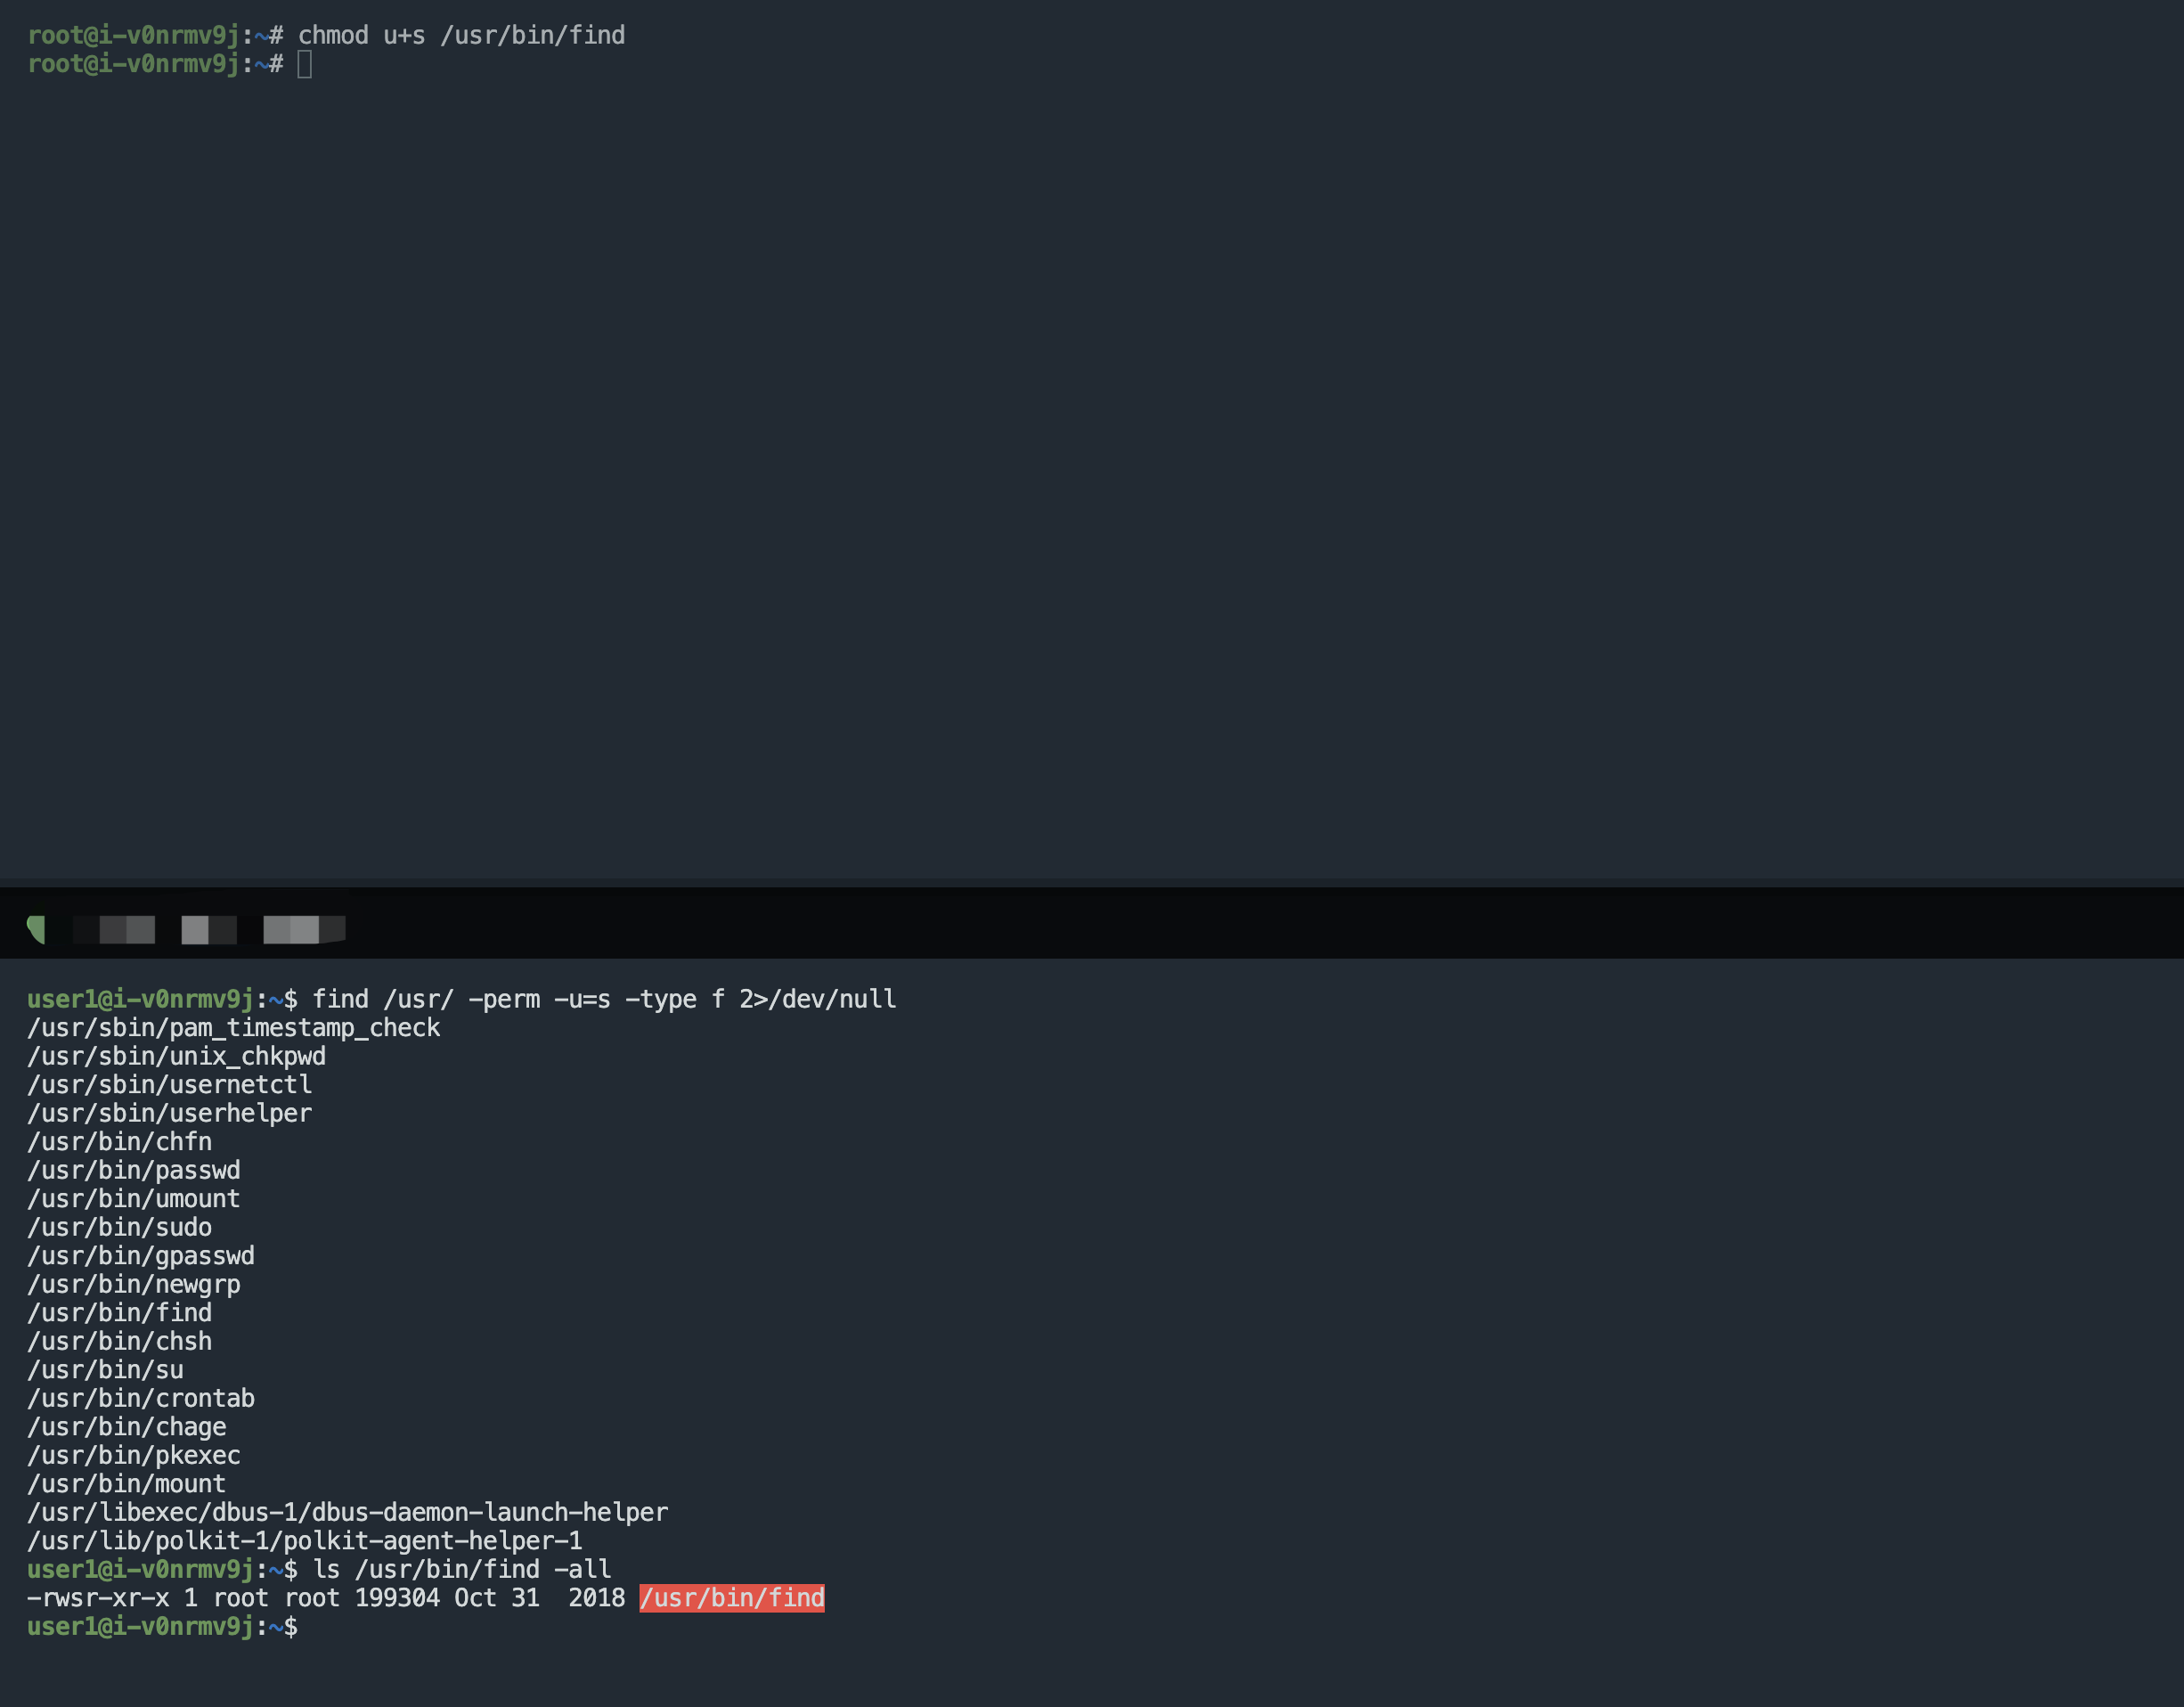 root@i-v0nrmv9j:~# chmod u+s /usr/bin/find
root@i-v0nrmv9j:~#
user1@i-v0nrmv9j:~$ find /usr/ -perm -u=s -type f 2>/dev/null
/usr/sbin/pam_timestamp_check
/usr/sbin/unix_chkpwd
/usr/sbin/usernetctl
/usr/sbin/userhelper
/usr/bin/chfn
/usr/bin/passwd
/usr/bin/umount
/usr/bin/sudo
/usr/bin/gpasswd
/usr/bin/newgrp
/usr/bin/find
/usr/bin/chsh
/usr/bin/su
/usr/bin/crontab
/usr/bin/chage
/usr/bin/pkexec
/usr/bin/mount
/usr/libexec/dbus-1/dbus-daemon-launch-helper
/usr/lib/polkit-1/polkit-agent-helper-1
user1@i-v0nrmv9j:~$ ls /usr/bin/find -all
-rwsr-xr-x 1 root root 199304 Oct 31  2018 /usr/bin/find
user1@i-v0nrmv9j:~$